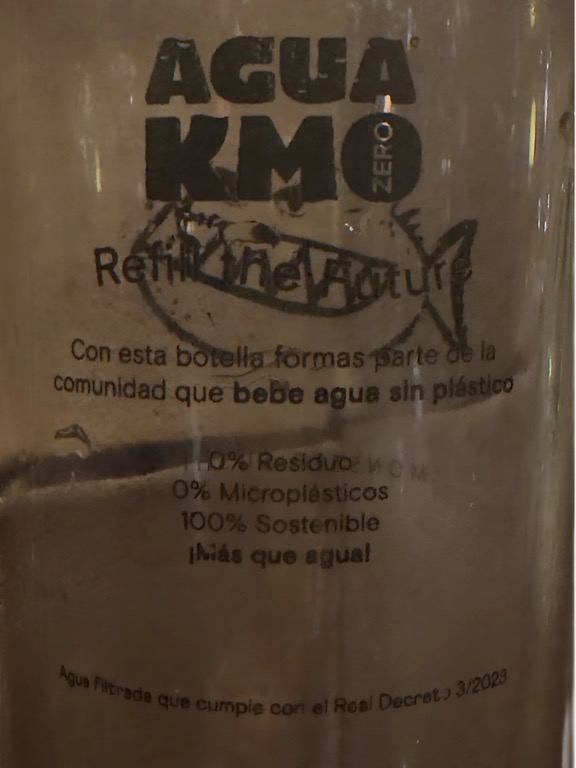 AGUA
KM0
ZERO
Refill the Future
Con esta botella formas parte de la
comunidad que bebe agua sin plástico
0% Residuo
0% Microplásticos
100% Sostenible
¡Más que agua!
Agua Filtrada que cumple con el Real Decreto 3/2023